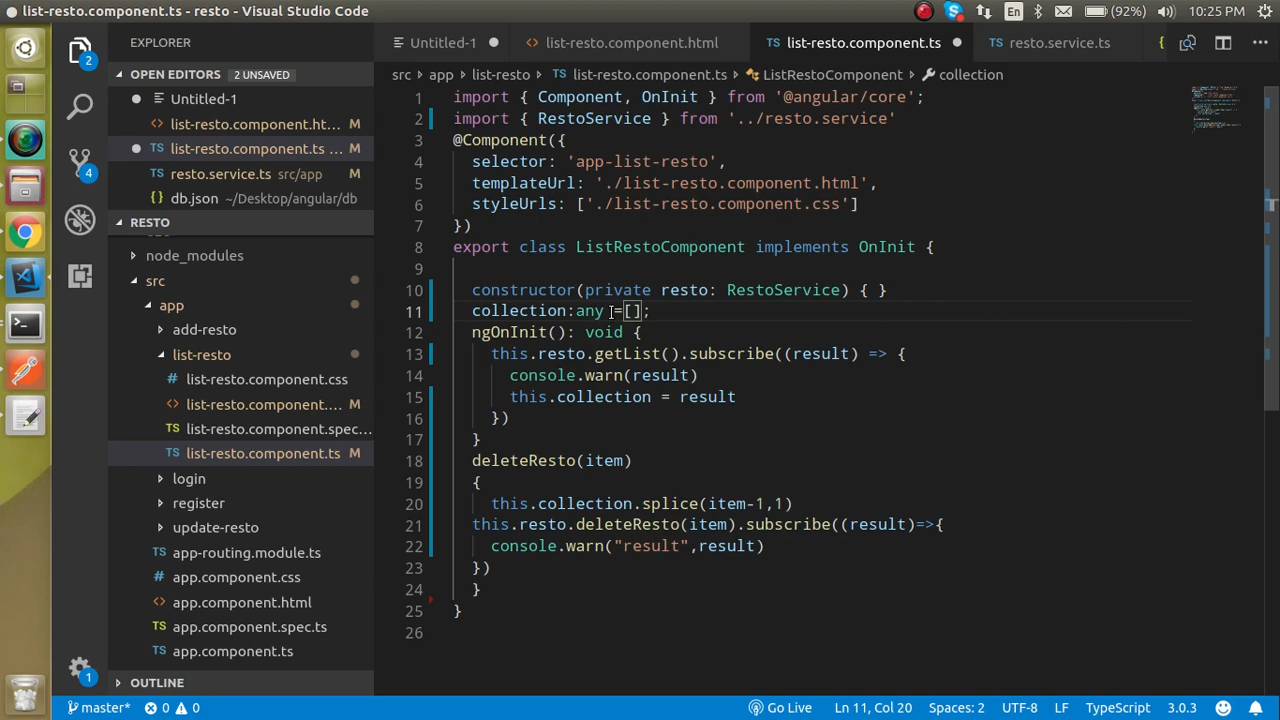 list-resto.component.ts - resto - Visual Studio Code
En
(92%)
10:25 PM
EXPLORER
Untitled-1
list-resto.component.html
TS list-resto.component.ts
TS resto.service.ts
{
OPEN EDITORS 2 UNSAVED
src › app › list-resto › TS list-resto.component.ts › ListRestoComponent › collection
Untitled-1
list-resto.component.ht...
TS list-resto.component.ts ... M
TS resto.service.ts src/app
db.json ~/Desktop/angular/db
RESTO
node_modules
src
app
add-resto
list-resto
# list-resto.component.css
list-resto.component.... M
list-resto.component.spec...
TS list-resto.component.ts M
login
register
update-resto
TS app-routing.module.ts
# app.component.css
app.component.html
app.component.spec.ts
TS app.component.ts
OUTLINE
2
4
1
1 import { Component, OnInit } from '@angular/core';
2 import { RestoService } from '../resto.service'
3 @Component({
4 selector: 'app-list-resto',
5 templateUrl: './list-resto.component.html',
6 styleUrls: ['./list-resto.component.css']
7 })
8 export class ListRestoComponent implements OnInit {
9
10 constructor(private resto: RestoService) { }
11 collection:any =[];
12 ngOnInit(): void {
13 this.resto.getList().subscribe((result) => {
14 console.warn(result)
15 this.collection = result
16 })
17 }
18 deleteResto(item)
19 {
20 this.collection.splice(item-1,1)
21 this.resto.deleteResto(item).subscribe((result)=>{
22 console.warn("result",result)
23 })
24 }
25 }
26
master* 0 0
Go Live
Ln 11, Col 20
Spaces: 2
UTF-8
LF
TypeScript
3.0.3